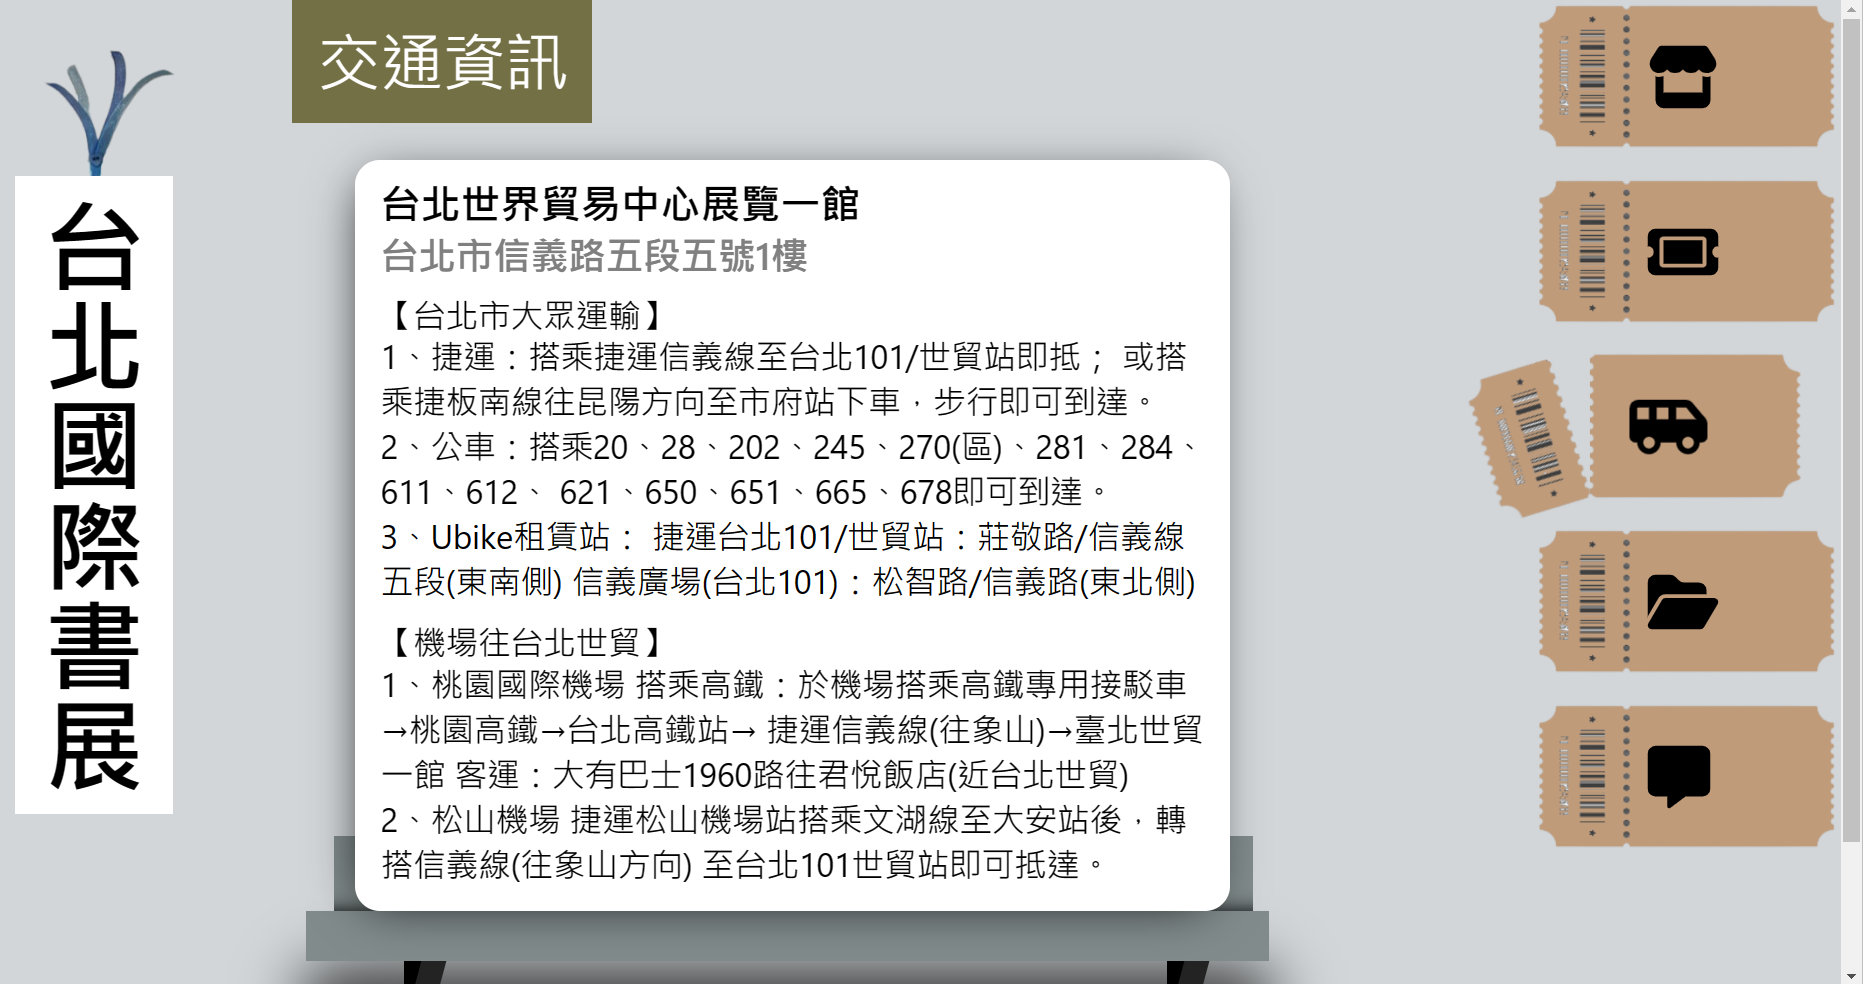 交通資訊
台北國際書展
台北世界貿易中心展覽一館
台北市信義路五段五號1樓
【台北市大眾運輸】
1、捷運：搭乘捷運信義線至台北101/世貿站即抵； 或搭
乘捷板南線往昆陽方向至市府站下車，步行即可到達。
2、公車：搭乘20、28、202、245、270(區)、281、284、
611、612、 621、650、651、665、678即可到達。
3、Ubike租賃站： 捷運台北101/世貿站：莊敬路/信義線
五段(東南側) 信義廣場(台北101)：松智路/信義路(東北側)
【機場往台北世貿】
1、桃園國際機場 搭乘高鐵：於機場搭乘高鐵專用接駁車
→桃園高鐵→台北高鐵站→ 捷運信義線(往象山)→臺北世貿
一館 客運：大有巴士1960路往君悅飯店(近台北世貿)
2、松山機場 捷運松山機場站搭乘文湖線至大安站後，轉
搭信義線(往象山方向) 至台北101世貿站即可抵達。